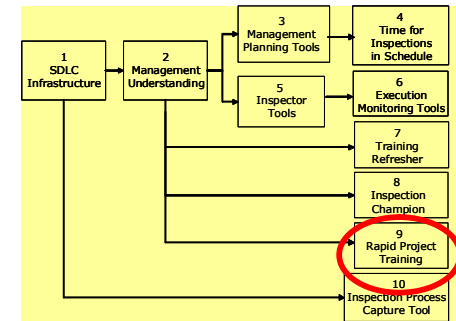 1
SDLC
Infrastructure
2
Management
Understanding
3
Management
Planning Tools
4
Time for
Inspections
in Schedule
5
Inspector
Tools
6
Execution
Monitoring Tools
7
Training
Refresher
8
Inspection
Champion
9
Rapid Project
Training
10
Inspection Process
Capture Tool